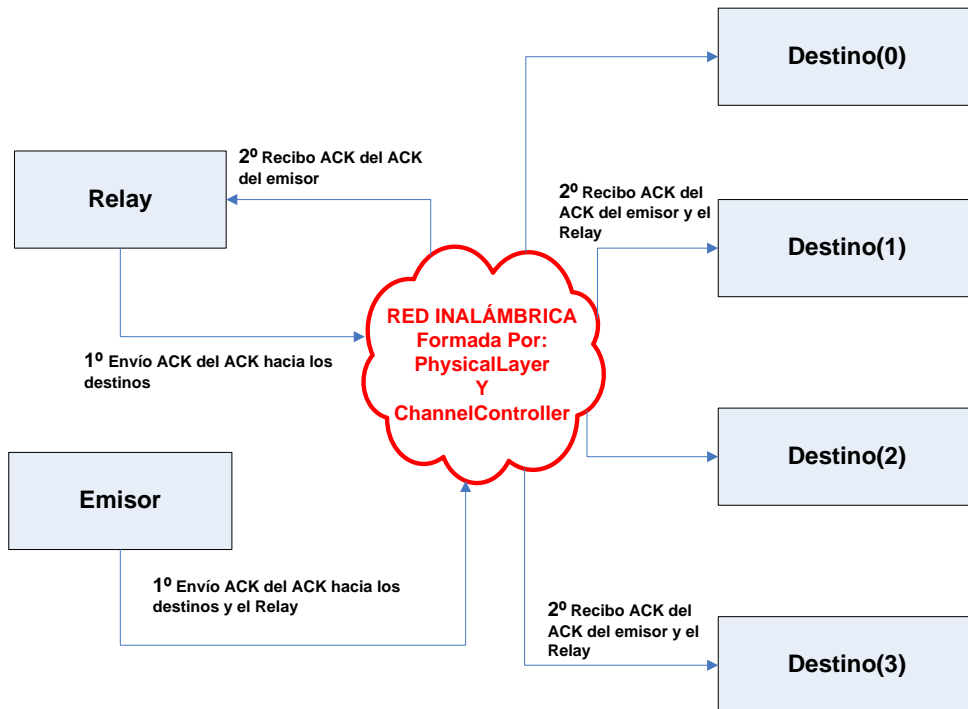 Destino(0)
2º Recibo ACK del ACK
del emisor
Relay
2º Recibo ACK del
ACK del emisor y el
Relay
Destino(1)
RED INALÁMBRICA
Formada Por:
PhysicalLayer
Y
ChannelController
1º Envío ACK del ACK hacia los
destinos
Destino(2)
Emisor
1º Envío ACK del ACK hacia los
destinos y el Relay
2º Recibo ACK del
ACK del emisor y el
Relay
Destino(3)